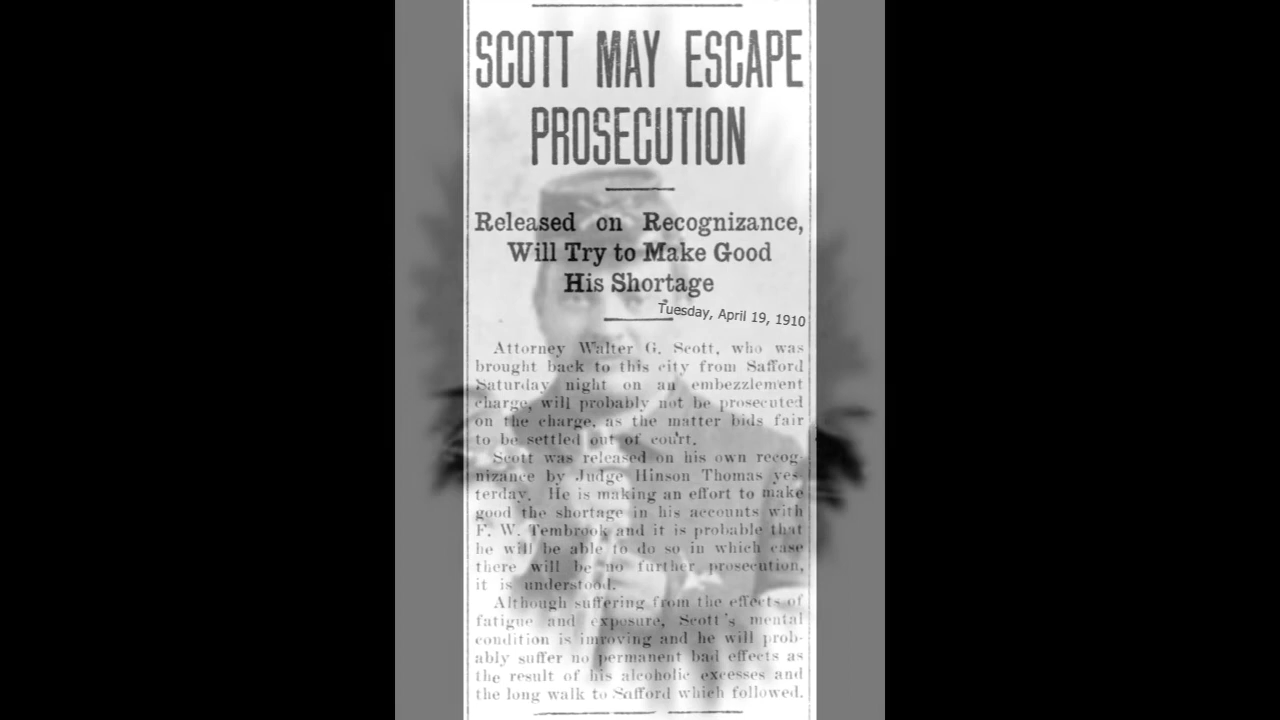 SCOTT MAY ESCAPE
PROSECUTION
Released on Recognizance,
Will Try to Make Good
His Shortage
Tuesday, April 19, 1910
Attorney Walter G. Scott, who was
brought back to this city from Safford
Saturday night on an embezzlement
charge, will probably not be prosecuted
on the charge, as the matter bids fair
to be settled out of court.
Scott was released on his own recog-
nizance by Judge Hinson Thomas yes-
terday. He is making an effort to make
good the shortage in his accounts with
F. W. Tembrook and it is probable that
he will be able to do so in which case
there will be no further prosecution,
it is understood.
Although suffering from the effects of
fatigue and exposure, Scott's mental
condition is imroving and he will prob-
ably suffer no permanent bad effects as
the result of his alcoholic excesses and
the long walk to Safford which followed.